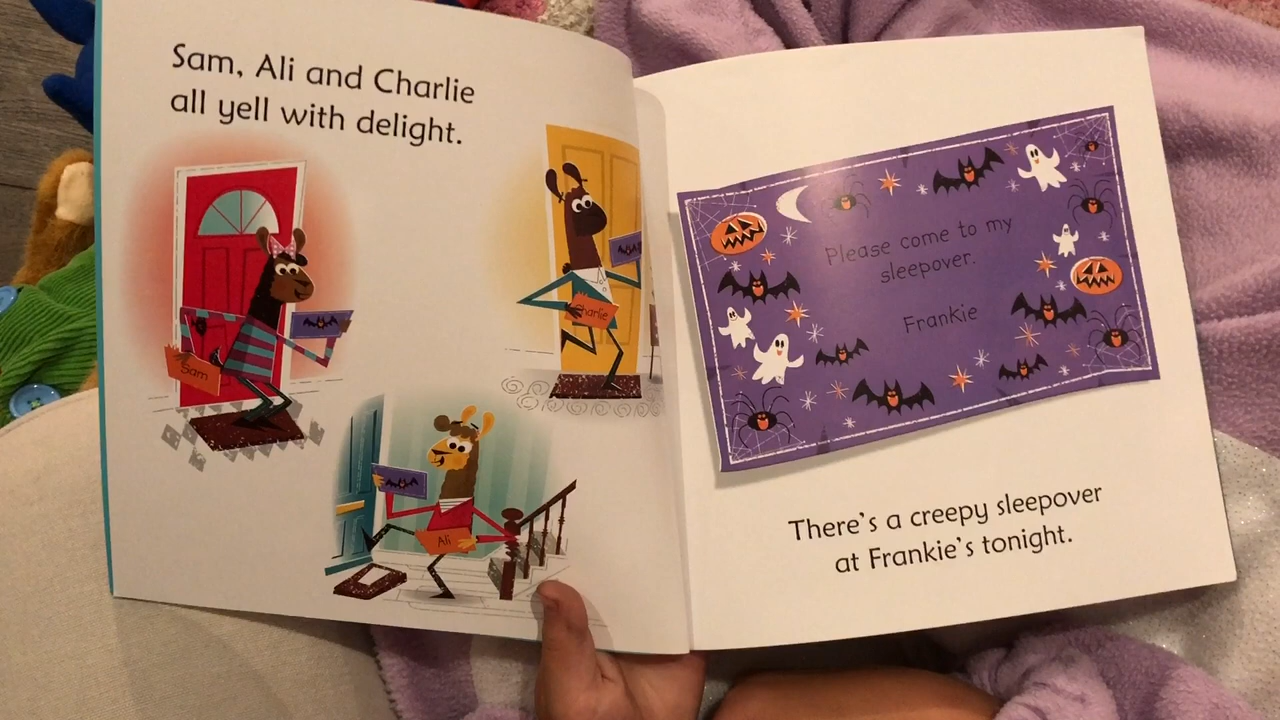 Sam, Ali and Charlie
all yell with delight.
Sam
Charlie
Ali
Please come to my
sleepover.
Frankie
There's a creepy sleepover
at Frankie's tonight.